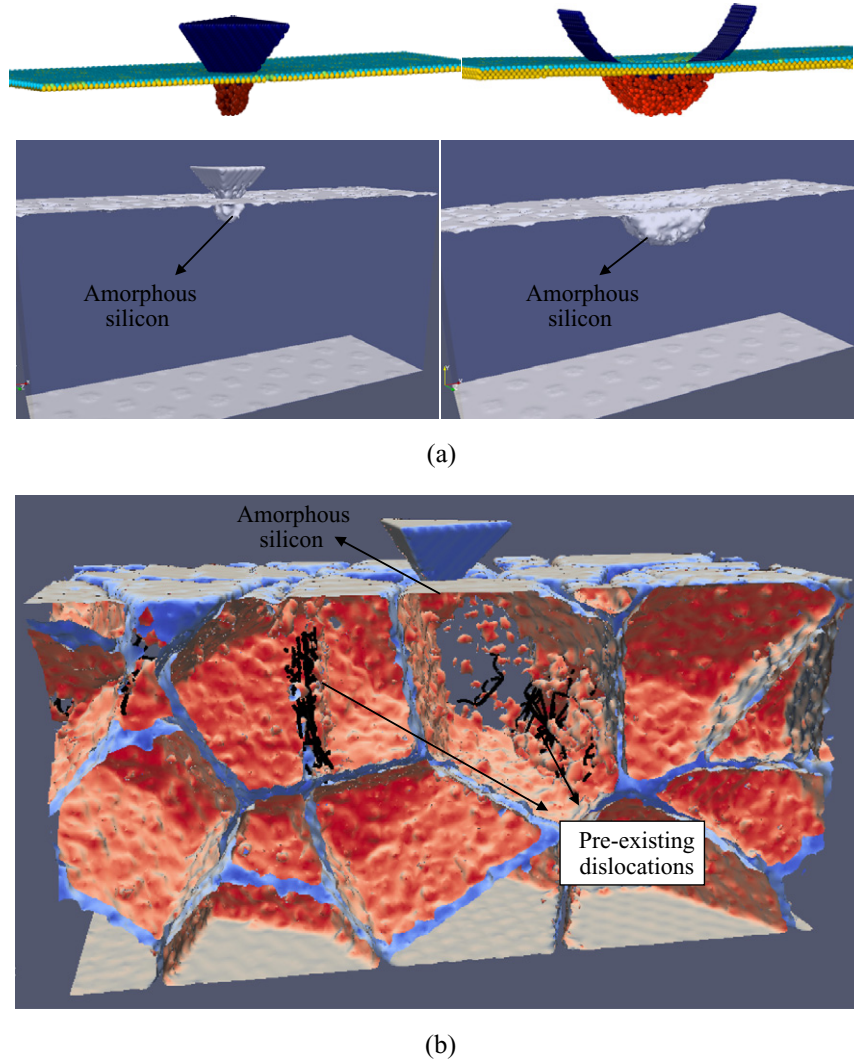 Amorphous
silicon
Amorphous
silicon
(a)
Amorphous
silicon
Pre-existing
dislocations
(b)